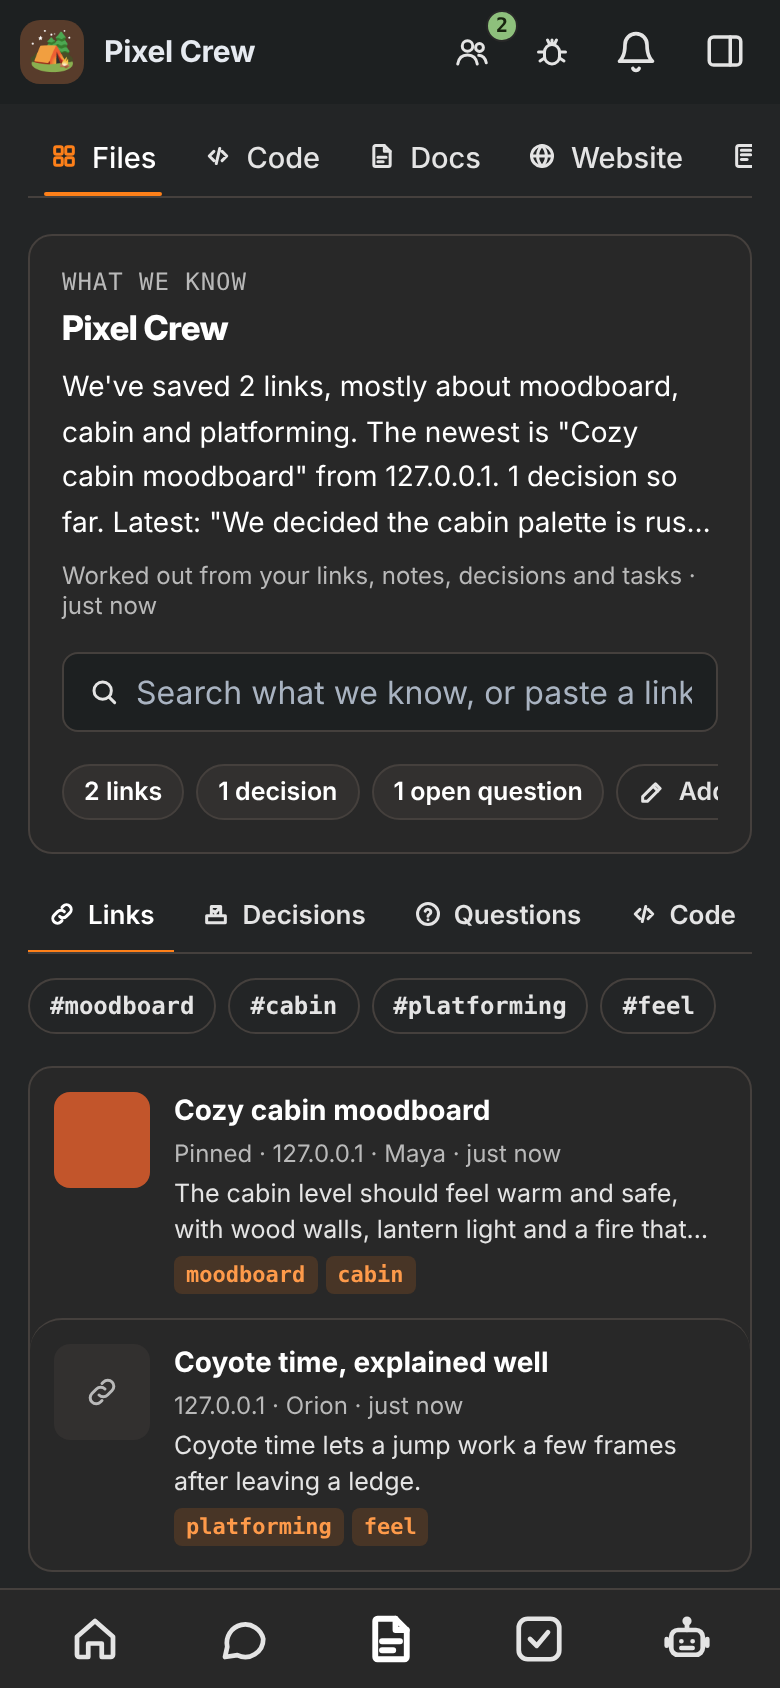 Pixel Crew
2
Files
Code
Docs
Website
WHAT WE KNOW
Pixel Crew
We've saved 2 links, mostly about moodboard,
cabin and platforming. The newest is "Cozy
cabin moodboard" from 127.0.0.1. 1 decision so
far. Latest: "We decided the cabin palette is rus...
Worked out from your links, notes, decisions and tasks ·
just now
Search what we know, or paste a link
2 links
1 decision
1 open question
Links
Decisions
Questions
Code
#moodboard
#cabin
#platforming
#feel
Cozy cabin moodboard
Pinned · 127.0.0.1 · Maya · just now
The cabin level should feel warm and safe,
with wood walls, lantern light and a fire that...
moodboard
cabin
Coyote time, explained well
127.0.0.1 · Orion · just now
Coyote time lets a jump work a few frames
after leaving a ledge.
platforming
feel